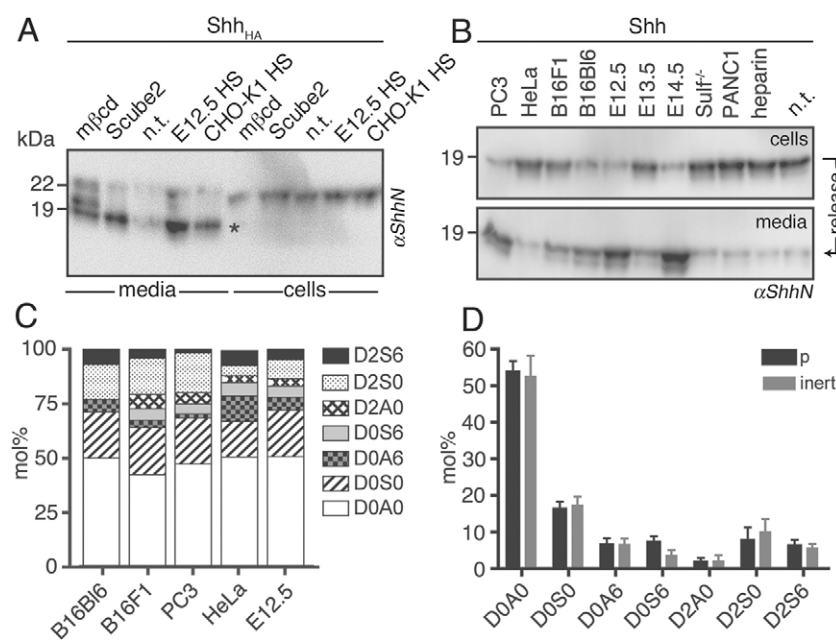 A
Shh HA
mβcd Scube2 n.t. E12.5 HS CHO-K1 HS mβcd Scube2 n.t. E12.5 HS CHO-K1 HS
kDa
22
19
*
αShhN
media cells
B
Shh
PC3 HeLa B16F1 B16Bl6 E12.5 E13.5 E14.5 Sulf-/- PANC1 heparin n.t.
19 cells
19 media
release
αShhN
C
mol%
100
75
50
25
0
B16Bl6 B16F1 PC3 HeLa E12.5
D2S6
D2S0
D2A0
D0S6
D0A6
D0S0
D0A0
D
mol%
60
50
40
30
20
10
0
p
inert
D0A0 D0S0 D0A6 D0S6 D2A0 D2S0 D2S6